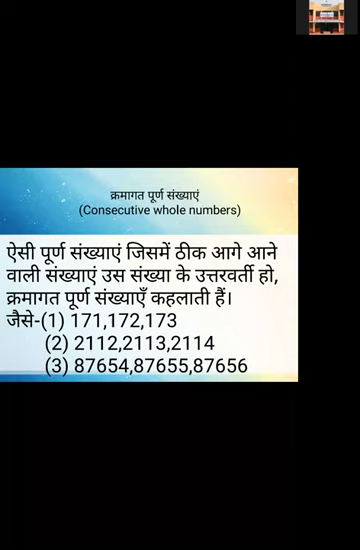 क्रमागत पूर्ण संख्याएं
(Consecutive whole numbers)
ऐसी पूर्ण संख्याएं जिसमें ठीक आगे आने
वाली संख्याएं उस संख्या के उत्तरवर्ती हो,
क्रमागत पूर्ण संख्याएँ कहलाती हैं।
जैसे-(1) 171,172,173
(2) 2112,2113,2114
(3) 87654,87655,87656